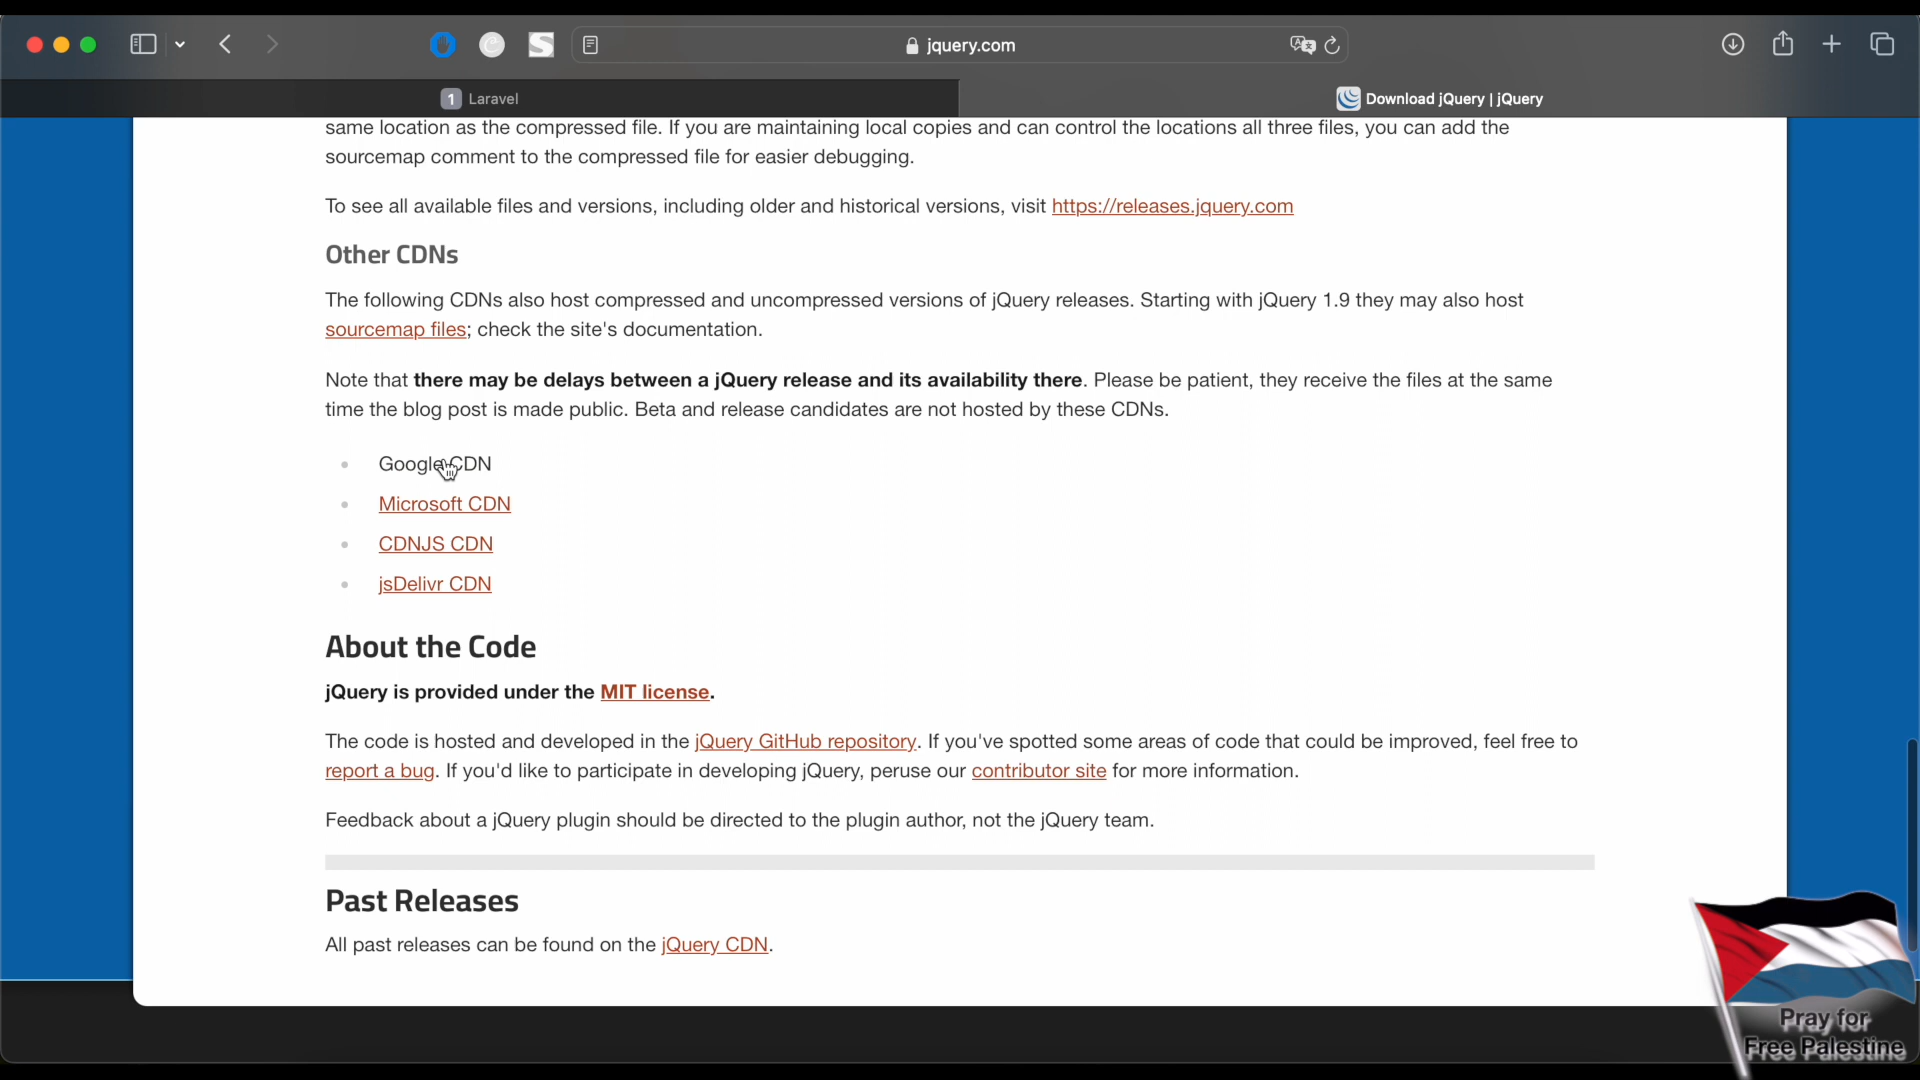 jquery.com
1 Laravel
Download jQuery | jQuery
same location as the compressed file. If you are maintaining local copies and can control the locations all three files, you can add the
sourcemap comment to the compressed file for easier debugging.
To see all available files and versions, including older and historical versions, visit https://releases.jquery.com
Other CDNs
The following CDNs also host compressed and uncompressed versions of jQuery releases. Starting with jQuery 1.9 they may also host
sourcemap files; check the site's documentation.
Note that there may be delays between a jQuery release and its availability there. Please be patient, they receive the files at the same
time the blog post is made public. Beta and release candidates are not hosted by these CDNs.
Google CDN
Microsoft CDN
CDNJS CDN
jsDelivr CDN
About the Code
jQuery is provided under the MIT license.
The code is hosted and developed in the jQuery GitHub repository. If you've spotted some areas of code that could be improved, feel free to
report a bug. If you'd like to participate in developing jQuery, peruse our contributor site for more information.
Feedback about a jQuery plugin should be directed to the plugin author, not the jQuery team.
Past Releases
All past releases can be found on the jQuery CDN.
Pray for
Free Palestine